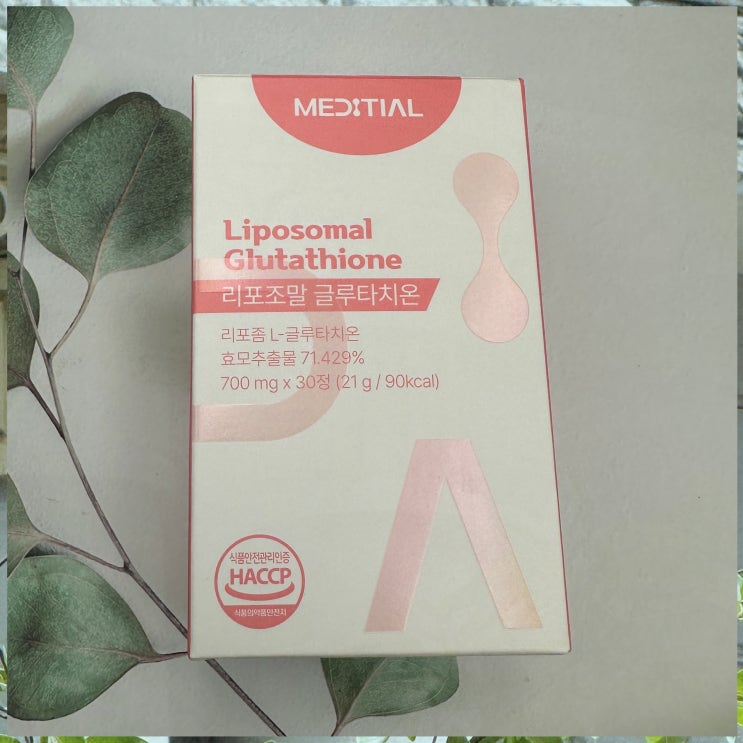 MEDITIAL
Liposomal
Glutathione
리포조말 글루타치온
리포좀 L-글루타치온
효모추출물 71.429%
700 mg x 30정 (21 g / 90kcal)
식품안전관리인증
HACCP
식품의약품안전처